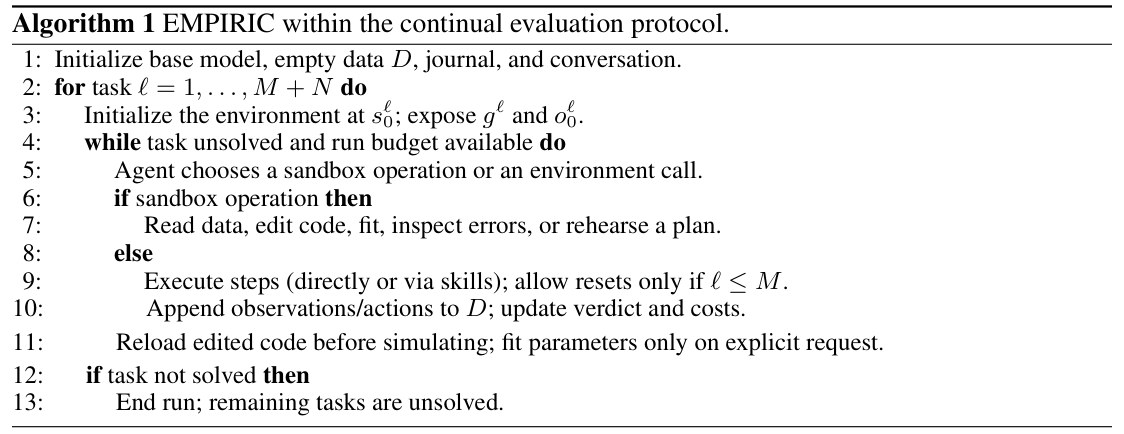 Algorithm 1 EMPIRIC within the continual evaluation protocol.
1: Initialize base model, empty data D, journal, and conversation.
2: for task ℓ = 1, . . . , M + N do
3: Initialize the environment at s₀^ℓ; expose g^ℓ and o₀^ℓ.
4: while task unsolved and run budget available do
5: Agent chooses a sandbox operation or an environment call.
6: if sandbox operation then
7: Read data, edit code, fit, inspect errors, or rehearse a plan.
8: else
9: Execute steps (directly or via skills); allow resets only if ℓ ≤ M.
10: Append observations/actions to D; update verdict and costs.
11: Reload edited code before simulating; fit parameters only on explicit request.
12: if task not solved then
13: End run; remaining tasks are unsolved.